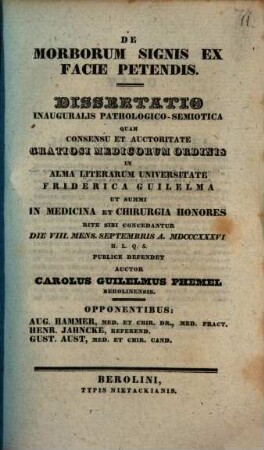 DE
MORBORUM SIGNIS EX
FACIE PETENDIS.
DISSERTATIO
INAUGURALIS PATHOLOGICO-SEMIOTICA
QUAM
CONSENSU ET AUCTORITATE
GRATIOSI MEDICORUM ORDINIS
IN
ALMA LITERARUM UNIVERSITATE
FRIDERICA GUILELMA
UT SUMMI
IN MEDICINA ET CHIRURGIA HONORES
RITE SIBI CONCEDANTUR
DIE VIII. MENS. SEPTEMBRIS A. MDCCCXXXVI
H. L. Q. S.
PUBLICE DEFENDET
AUCTOR
CAROLUS GUILELMUS PHEMEL
BEROLINENSIS.
OPPONENTIBUS:
AUG. HAMMER, MED. ET CHIR. DR., MED. PRACT.
HENR. JAHNCKE, REFEREND.
GUST. AUST, MED. ET CHIR. CAND.
BEROLINI,
TYPIS NIETACKIANIS.